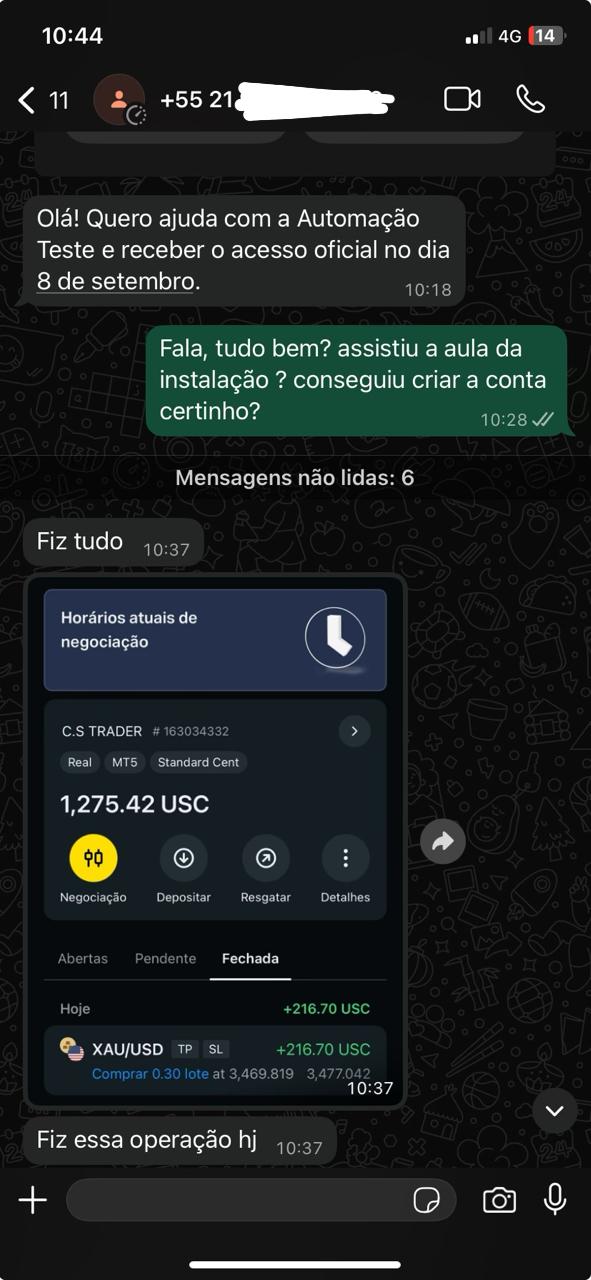 10:44
4G 14
11
+55 21
Olá! Quero ajuda com a Automação
Teste e receber o acesso oficial no dia
8 de setembro.
10:18
Fala, tudo bem? assistiu a aula da
instalação ? conseguiu criar a conta
certinho?
10:28
Mensagens não lidas: 6
Fiz tudo
10:37
Horários atuais de
negociação
C.S TRADER # 163034332
Real MT5 Standard Cent
1,275.42 USC
Negociação Depositar Resgatar Detalhes
Abertas Pendente Fechada
Hoje +216.70 USC
XAU/USD TP SL +216.70 USC
Comprar 0.30 lote at 3,469.819 3,477.042
10:37
Fiz essa operação hj
10:37